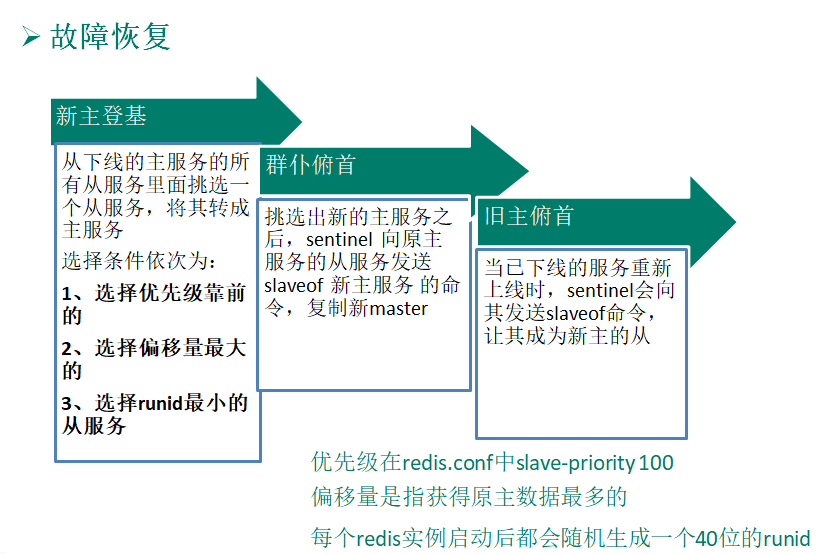 故障恢复
新主登基
从下线的主服务的所
有从服务里面挑选一
个从服务，将其转成
主服务
选择条件依次为：
1、选择优先级靠前
的
2、选择偏移量最大
的
3、选择runid最小的
从服务
群仆俯首
挑选出新的主服务之
后，sentinel 向原主
服务的从服务发送
slaveof 新主服务 的命
令，复制新master
旧主俯首
当已下线的服务重新
上线时，sentinel会向
其发送slaveof命令，
让其成为新主的从
优先级在redis.conf中slave-priority 100
偏移量是指获得原主数据最多的
每个redis实例启动后都会随机生成一个40位的runid